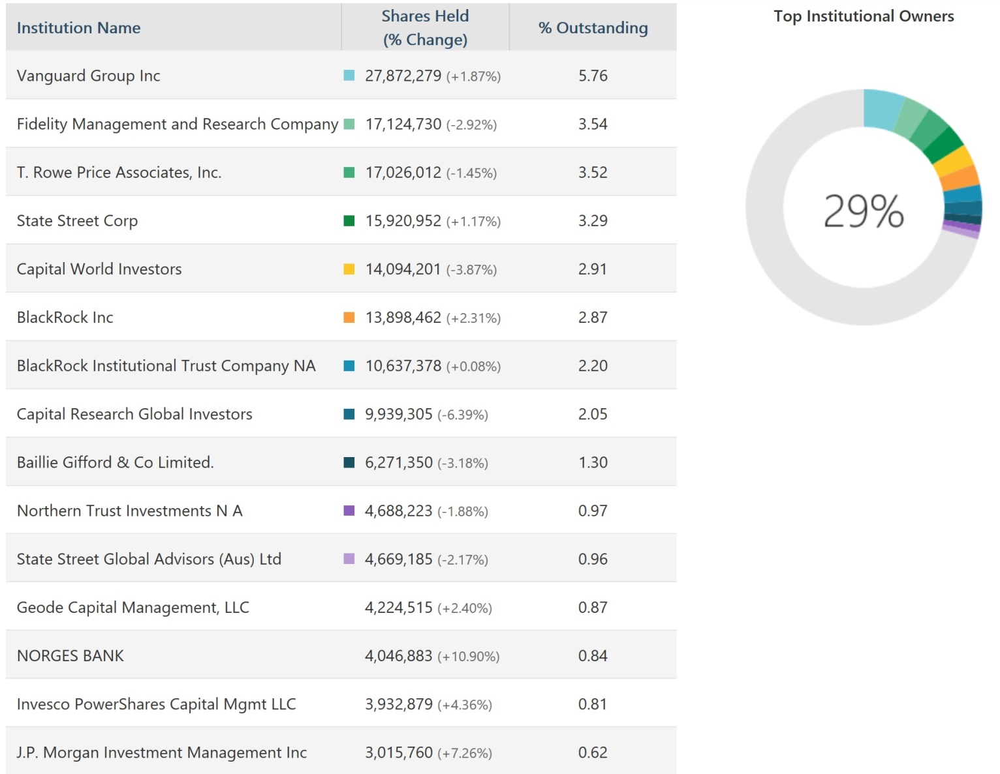 Institution Name
Shares Held
(% Change)
% Outstanding
Top Institutional Owners
Vanguard Group Inc 27,872,279 (+1.87%) 5.76
Fidelity Management and Research Company 17,124,730 (-2.92%) 3.54
T. Rowe Price Associates, Inc. 17,026,012 (-1.45%) 3.52
State Street Corp 15,920,952 (+1.17%) 3.29
29%
Capital World Investors 14,094,201 (-3.87%) 2.91
BlackRock Inc 13,898,462 (+2.31%) 2.87
BlackRock Institutional Trust Company NA 10,637,378 (+0.08%) 2.20
Capital Research Global Investors 9,939,305 (-6.39%) 2.05
Baillie Gifford & Co Limited. 6,271,350 (-3.18%) 1.30
Northern Trust Investments N A 4,688,223 (-1.88%) 0.97
State Street Global Advisors (Aus) Ltd 4,669,185 (-2.17%) 0.96
Geode Capital Management, LLC 4,224,515 (+2.40%) 0.87
NORGES BANK 4,046,883 (+10.90%) 0.84
Invesco PowerShares Capital Mgmt LLC 3,932,879 (+4.36%) 0.81
J.P. Morgan Investment Management Inc 3,015,760 (+7.26%) 0.62